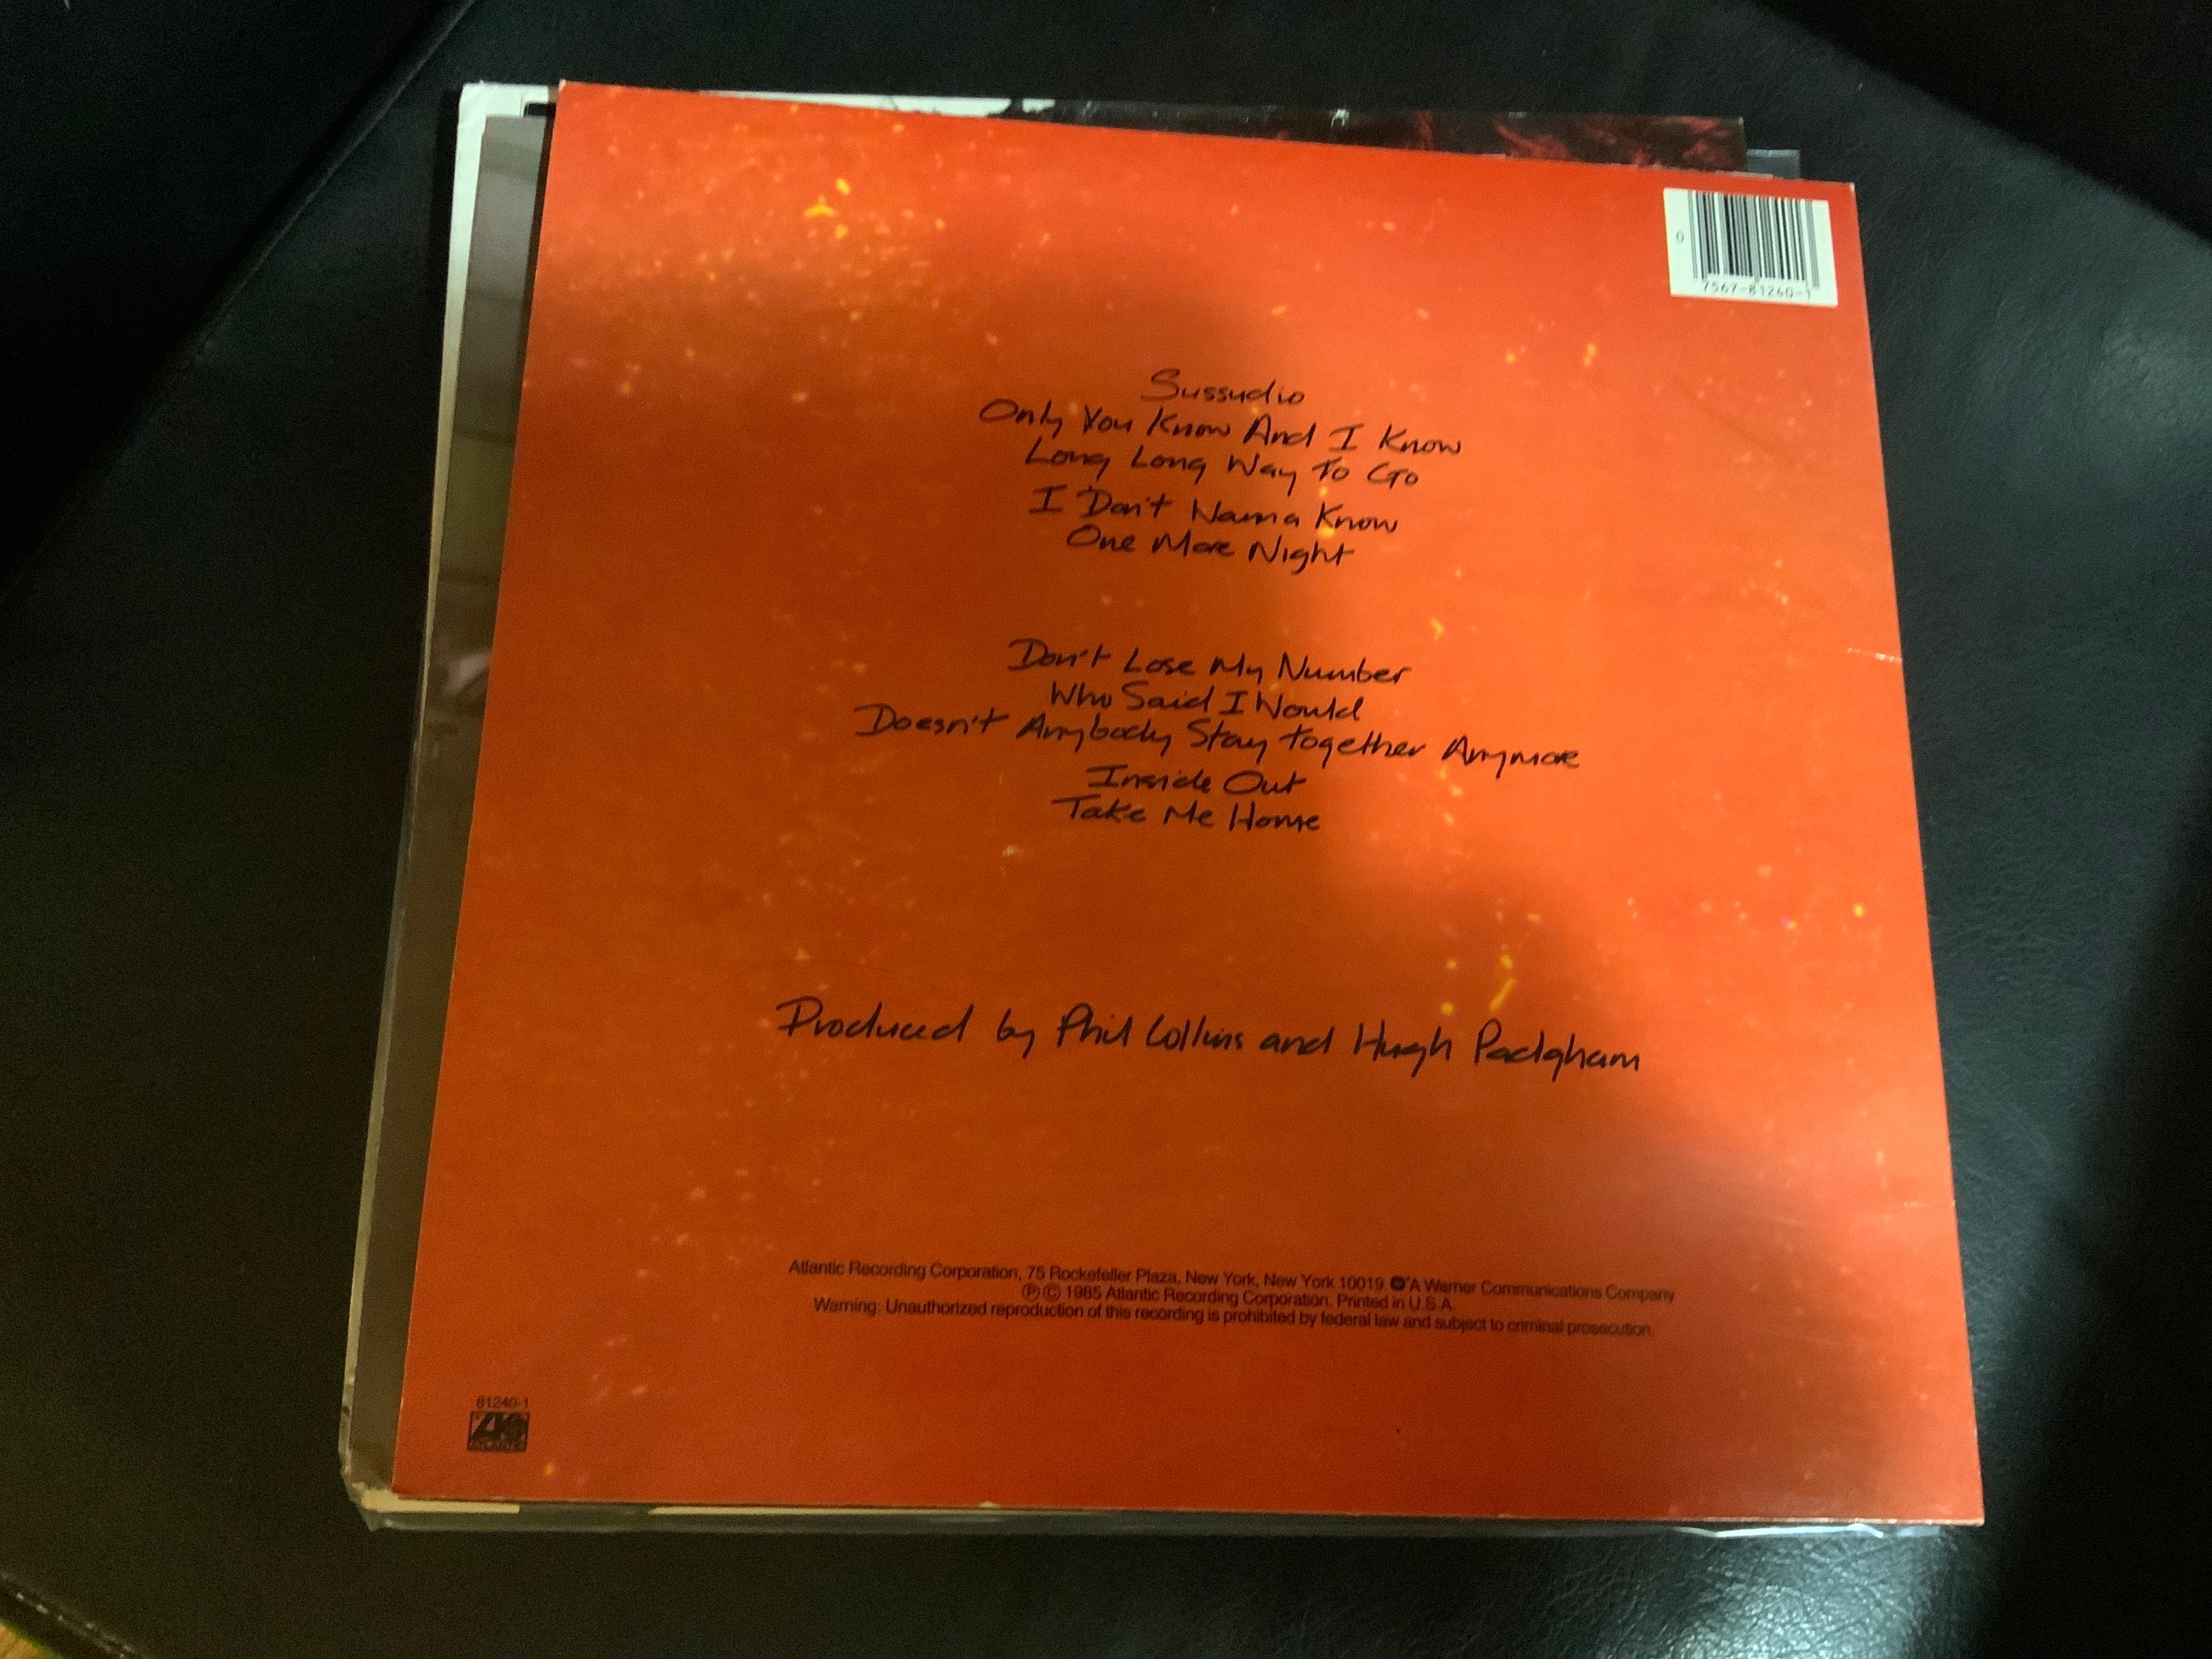 0
7567-81240-1
Sussudio
Only You Know And I Know
Long Long Way To Go
I Don't Wanna Know
One More Night
Don't Lose My Number
Who Said I Would
Doesn't Anybody Stay Together Anymore
Inside Out
Take Me Home
Produced by Phil Collins and Hugh Padgham
Atlantic Recording Corporation, 75 Rockefeller Plaza, New York, New York 10019. A Warner Communications Company
Ⓟ © 1985 Atlantic Recording Corporation. Printed in U.S.A.
Warning: Unauthorized reproduction of this recording is prohibited by federal law and subject to criminal prosecution.
81240-1
ATLANTIC